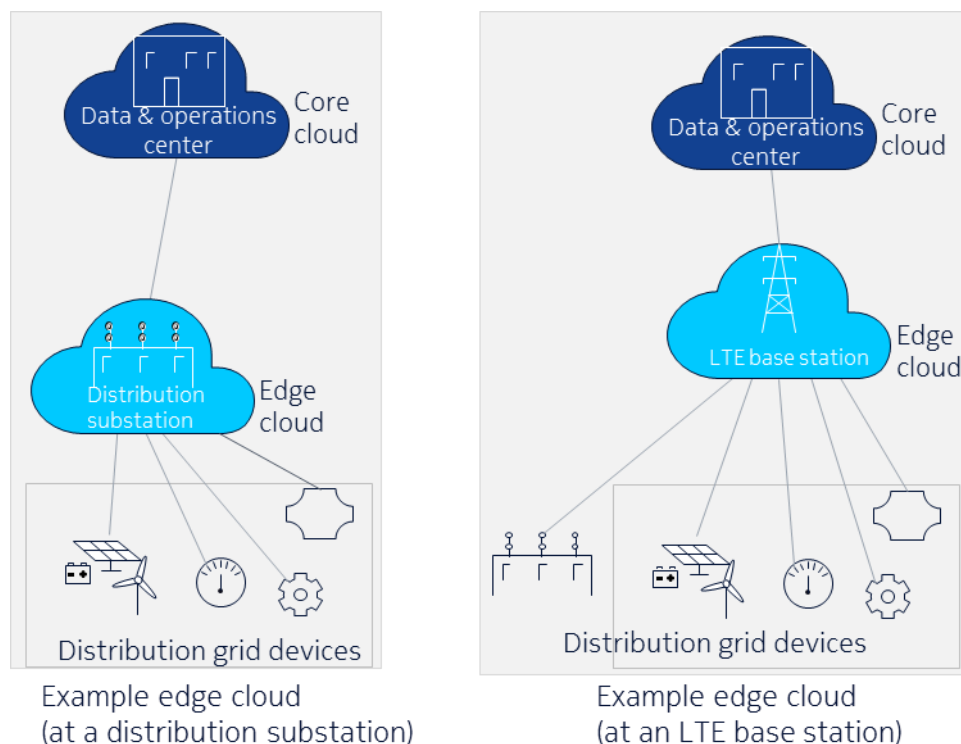 Data & operations
center
Core
cloud
Distribution
substation
Edge
cloud
Distribution grid devices
Example edge cloud
(at a distribution substation)
Data & operations
center
Core
cloud
LTE base station
Edge
cloud
Distribution grid devices
Example edge cloud
(at an LTE base station)